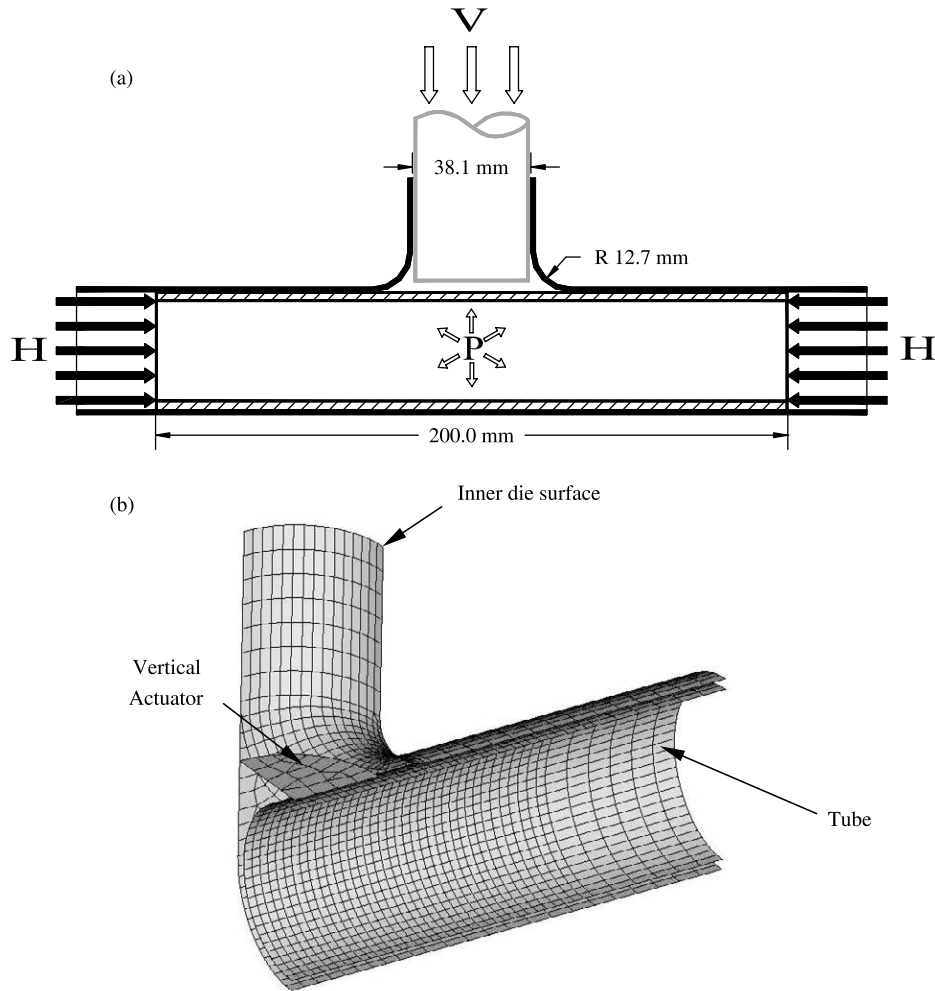 V
(a)
38.1 mm
R 12.7 mm
H
P
H
200.0 mm
(b)
Inner die surface
Vertical
Actuator
Tube